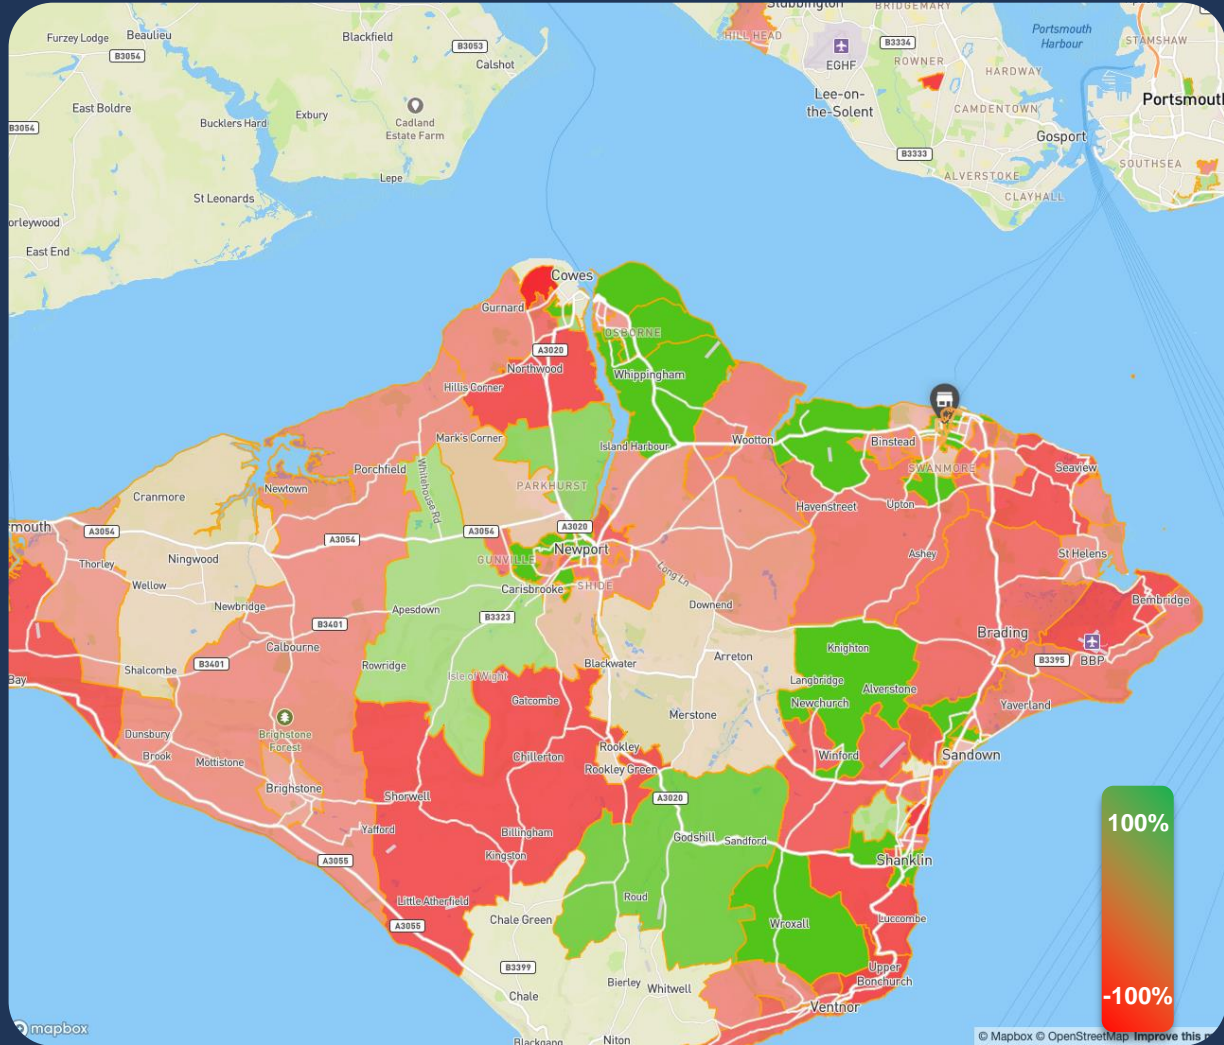 Slubbington
BRIDGEMARY
Furzey Lodge
Beaulieu
Blackfield
B3053
B3054
Calshot
HILL HEAD
EGHF
B3334
ROWNER
Portsmouth
Harbour
STAMSHAW
HARDWAY
Lee-on-
the-Solent
CAMDENTOWN
Portsmouth
East Boldre
Bucklers Hard
Exbury
Cadland
Estate Farm
B3054
Gosport
B3333
SOUTHSEA
ALVERSTOKE
CLAYHALL
Lepe
St Leonards
orleywood
East End
Cowes
Gurnard
OSBORNE
A3020
Northwood
Whippingham
Hillis Corner
Mark's Corner
Island Harbour
Wootton
Binstead
SWANMORE
Seaview
Porchfield
Whitehouse Rd
PARKHURST
Newtown
Cranmore
Havenstreet
Upton
rmouth
A3054
A3054
A3054
A3020
Newport
Ningwood
GUNVILLE
Ashey
St Helens
Thorley
Wellow
Carisbrooke
SHIDE
Long Ln
Downend
Bembridge
Newbridge
Apesdown
B3323
B3401
Calbourne
Brading
Knighton
B3401
Rowridge
Blackwater
Arreton
B3395
BBP
Bay
Shalcombe
Isle of Wight
Langbridge
Alverstone
Gatcombe
Newchurch
Yaverland
Merstone
Dunsbury
Brighstone
Forest
Brook
Mottistone
Chillerton
Rookley
Rookley Green
Winford
Sandown
Brighstone
Shorwell
A3020
Yafford
Billingham
Godshill
Sandford
100%
A3055
Kingston
Shanklin
Little Atherfield
Roud
Chale Green
Wroxall
Luccombe
A3055
B3399
Upper
Bonchurch
Chale
Bierley
Whitwell
-100%
Ventnor
mapbox
Blackgang
Niton
© Mapbox © OpenStreetMap Improve this